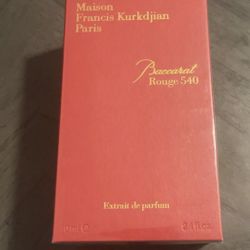 Maison
Francis Kurkdjian
Paris
Baccarat
Rouge 540
Extrait de parfum